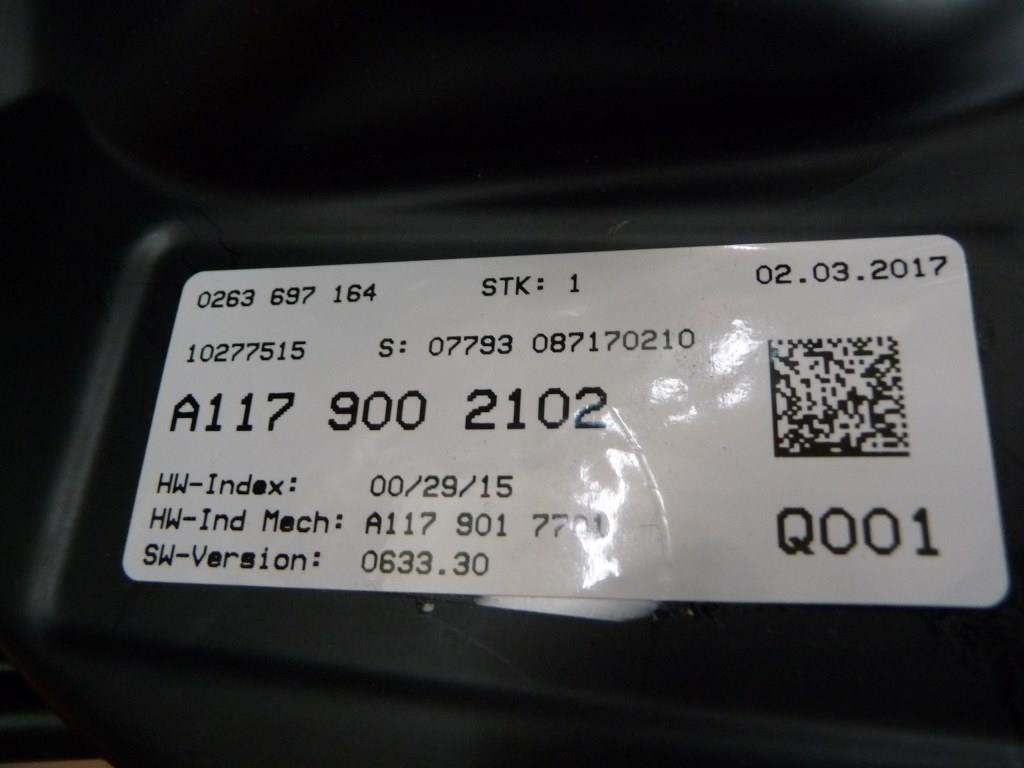 0263 697 164 STK: 1 02.03.2017
10277515 S: 07793 087170210
A117 900 2102
HW-Index: 00/29/15
HW-Ind Mech: A117 901
SW-Version: 0633.30
Q001